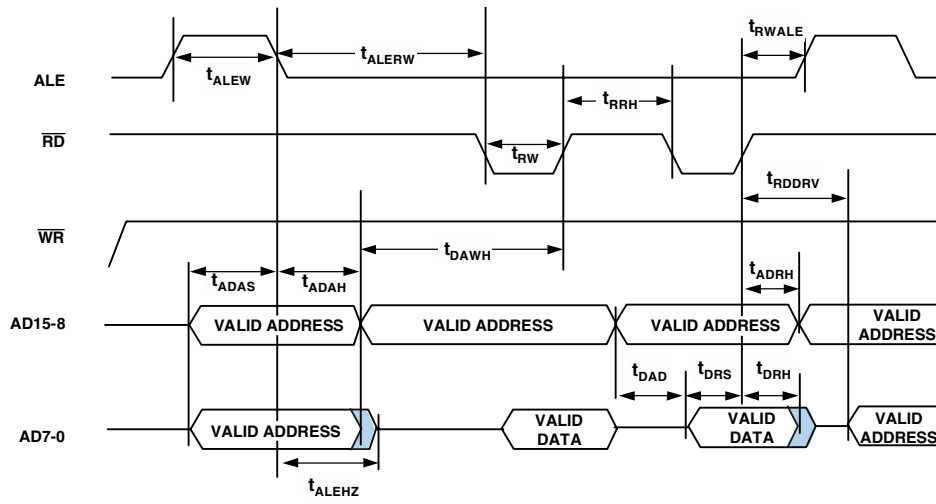 tRWALE
tALERW
tALEW
ALE
tRRH
RD
tRW
tRDDRV
WR
tDAWH
tADAS
tADAH
tADRH
AD15-8
VALID ADDRESS
VALID ADDRESS
VALID ADDRESS
VALID
ADDRESS
tDAD
tDRS
tDRH
AD7-0
VALID ADDRESS
VALID
DATA
VALID
DATA
VALID
ADDRESS
tALEHZ